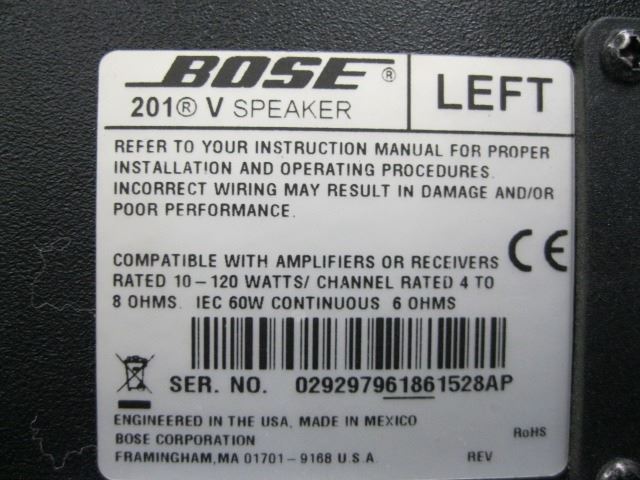 BOSE®
201® V SPEAKER
LEFT
REFER TO YOUR INSTRUCTION MANUAL FOR PROPER
INSTALLATION AND OPERATING PROCEDURES.
INCORRECT WIRING MAY RESULT IN DAMAGE AND/OR
POOR PERFORMANCE.
COMPATIBLE WITH AMPLIFIERS OR RECEIVERS
RATED 10-120 WATTS/ CHANNEL RATED 4 TO
8 OHMS. IEC 60W CONTINUOUS 6 OHMS
CE
SER. NO. 029297961861528AP
ENGINEERED IN THE USA, MADE IN MEXICO
BOSE CORPORATION
FRAMINGHAM, MA 01701-9168 U.S.A
RoHS
REV